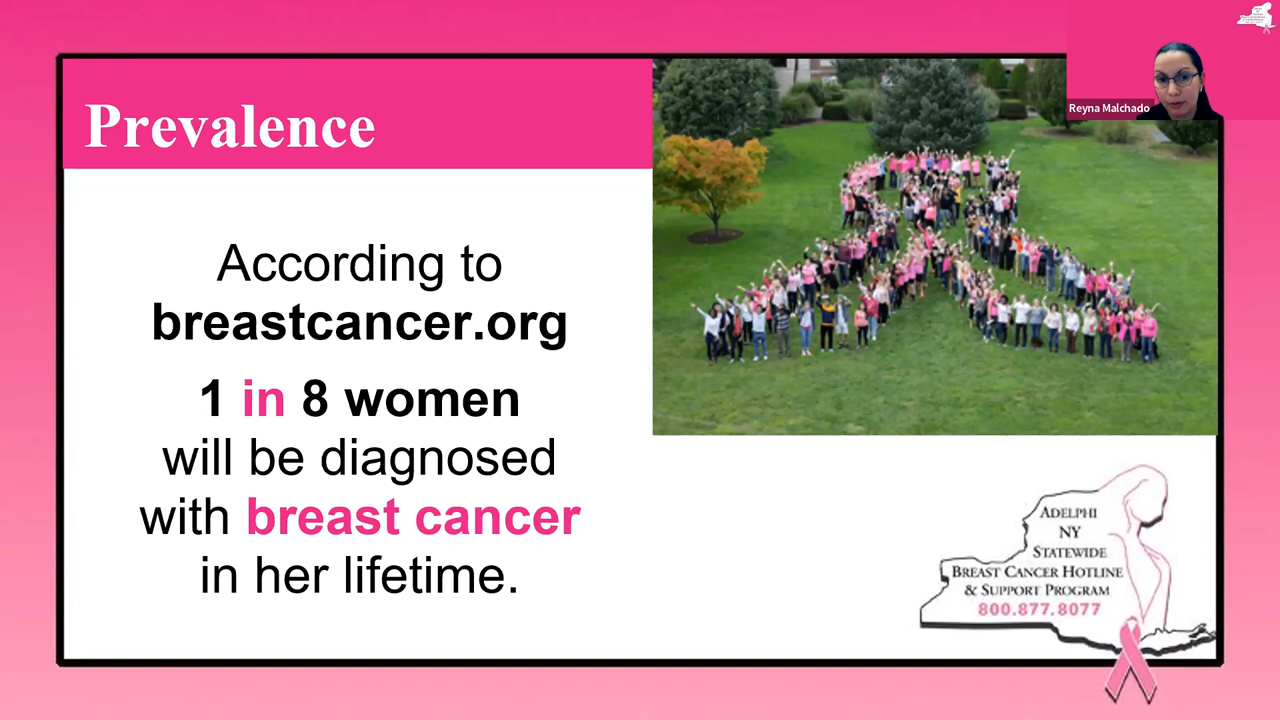 Prevalence
According to
breastcancer.org
1 in 8 women
will be diagnosed
with breast cancer
in her lifetime.
Reyna Malchado
ADELPHI
NY
STATEWIDE
BREAST CANCER HOTLINE
& SUPPORT PROGRAM
800.877.8077